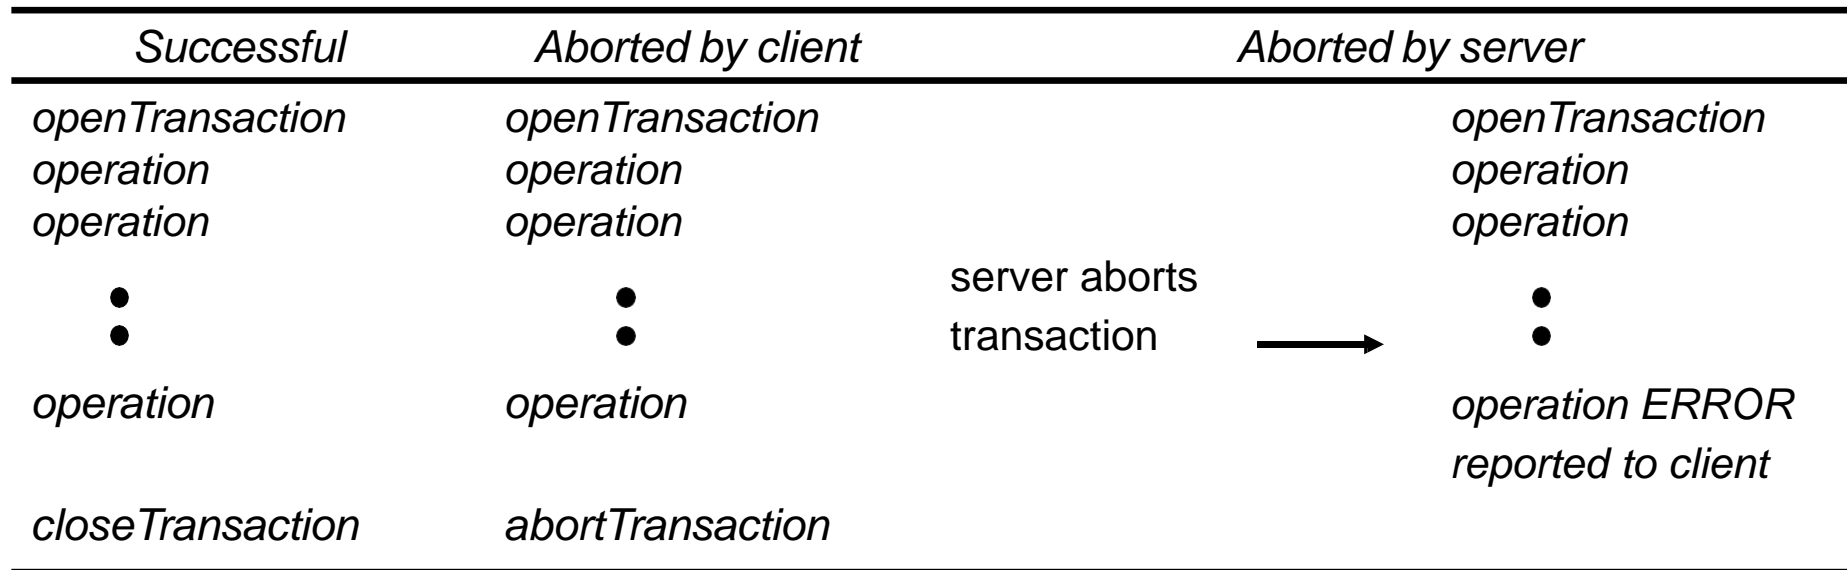 Successful Aborted by client Aborted by server
openTransaction openTransaction openTransaction
operation operation operation
operation operation operation
server aborts
transaction
operation operation operation ERROR
reported to client
closeTransaction abortTransaction